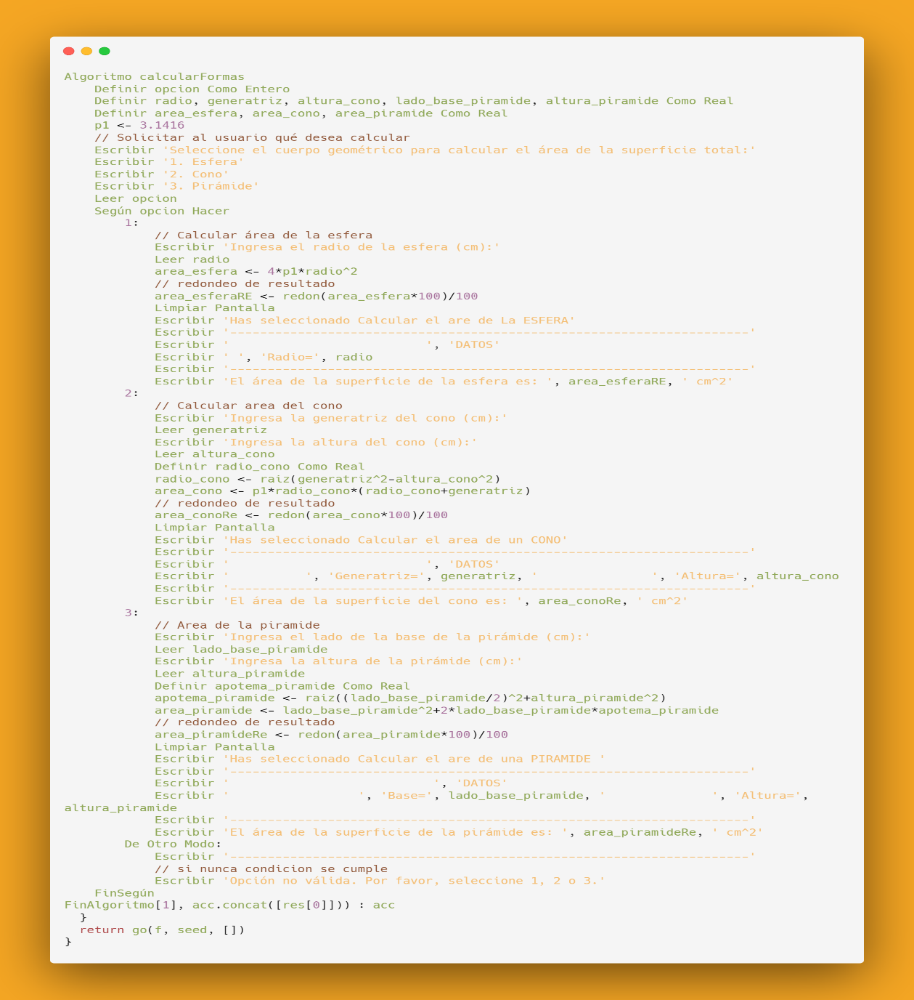 Algoritmo calcularFormas
    Definir opcion Como Entero
    Definir radio, generatriz, altura_cono, lado_base_piramide, altura_piramide Como Real
    Definir area_esfera, area_cono, area_piramide Como Real
    p1 <- 3.1416
    // Solicitar al usuario qué desea calcular
    Escribir 'Seleccione el cuerpo geométrico para calcular el área de la superficie total:'
    Escribir '1. Esfera'
    Escribir '2. Cono'
    Escribir '3. Pirámide'
    Leer opcion
    Según opcion Hacer
        1:
            // Calcular área de la esfera
            Escribir 'Ingresa el radio de la esfera (cm):'
            Leer radio
            area_esfera <- 4*p1*radio^2
            // redondeo de resultado
            area_esferaRE <- redon(area_esfera*100)/100
            Limpiar Pantalla
            Escribir 'Has seleccionado Calcular el are de La ESFERA'
            Escribir '---------------------------------------------------------------------'
            Escribir '                          ', 'DATOS'
            Escribir ' ', 'Radio=', radio
            Escribir '---------------------------------------------------------------------'
            Escribir 'El área de la superficie de la esfera es: ', area_esferaRE, ' cm^2'
        2:
            // Calcular area del cono
            Escribir 'Ingresa la generatriz del cono (cm):'
            Leer generatriz
            Escribir 'Ingresa la altura del cono (cm):'
            Leer altura_cono
            Definir radio_cono Como Real
            radio_cono <- raiz(generatriz^2-altura_cono^2)
            area_cono <- p1*radio_cono*(radio_cono+generatriz)
            // redondeo de resultado
            area_conoRe <- redon(area_cono*100)/100
            Limpiar Pantalla
            Escribir 'Has seleccionado Calcular el area de un CONO'
            Escribir '---------------------------------------------------------------------'
            Escribir '                          ', 'DATOS'
            Escribir '          ', 'Generatriz=', generatriz, '               ', 'Altura=', altura_cono
            Escribir '---------------------------------------------------------------------'
            Escribir 'El área de la superficie del cono es: ', area_conoRe, ' cm^2'
        3:
            // Area de la piramide
            Escribir 'Ingresa el lado de la base de la pirámide (cm):'
            Leer lado_base_piramide
            Escribir 'Ingresa la altura de la pirámide (cm):'
            Leer altura_piramide
            Definir apotema_piramide Como Real
            apotema_piramide <- raiz((lado_base_piramide/2)^2+altura_piramide^2)
            area_piramide <- lado_base_piramide^2+2*lado_base_piramide*apotema_piramide
            // redondeo de resultado
            area_piramideRe <- redon(area_piramide*100)/100
            Limpiar Pantalla
            Escribir 'Has seleccionado Calcular el are de una PIRAMIDE '
            Escribir '---------------------------------------------------------------------'
            Escribir '                           ', 'DATOS'
            Escribir '                 ', 'Base=', lado_base_piramide, '              ', 'Altura=',
altura_piramide
            Escribir '---------------------------------------------------------------------'
            Escribir 'El área de la superficie de la pirámide es: ', area_piramideRe, ' cm^2'
        De Otro Modo:
            Escribir '---------------------------------------------------------------------'
            // si nunca condicion se cumple
            Escribir 'Opción no válida. Por favor, seleccione 1, 2 o 3.'
    FinSegún
FinAlgoritmo[1], acc.concat([res[0]])) : acc
  }
  return go(f, seed, [])
}